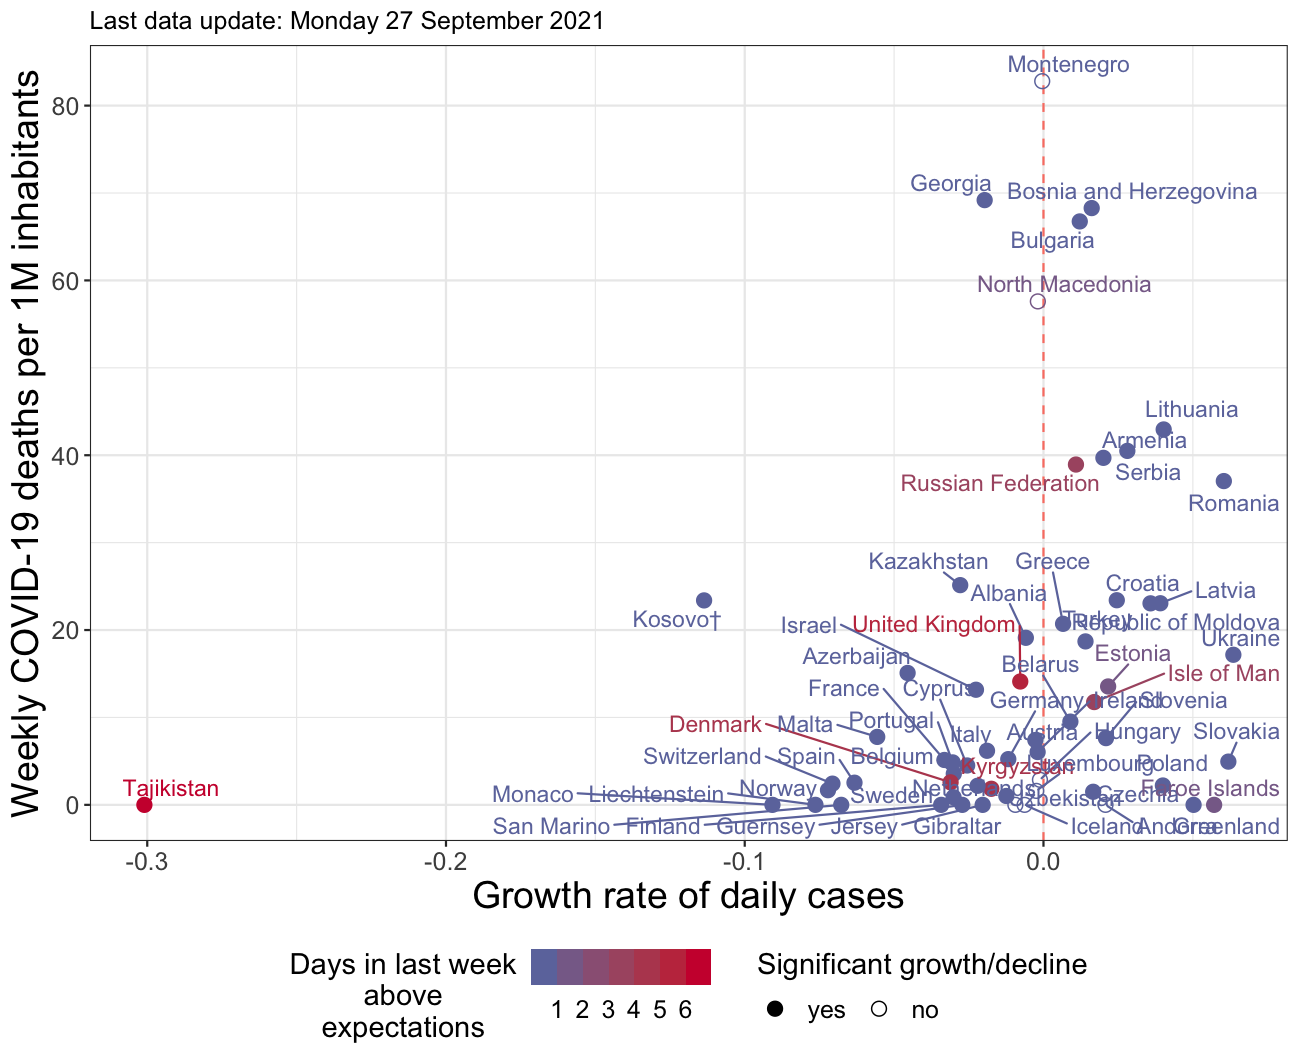 Last data update: Monday 27 September 2021
Weekly COVID-19 deaths per 1M inhabitants
80
60
40
20
0
Montenegro
Georgia
Bosnia and Herzegovina
Bulgaria
North Macedonia
Lithuania
Armenia
Serbia
Russian Federation
Romania
Kazakhstan
Greece
Albania
Croatia
Latvia
Kosovo†
Israel
United Kingdom
Turkey
Republic of Moldova
Ukraine
Azerbaijan
Belarus
Estonia
Isle of Man
France
Cyprus
Germany
Ireland
Slovenia
Denmark
Malta
Portugal
Italy
Austria
Hungary
Slovakia
Switzerland
Spain
Belgium
Kyrgyzstan
Luxembourg
Poland
Tajikistan
Monaco
Liechtenstein
Norway
Sweden
Netherlands
Uzbekistan
Czechia
Faroe Islands
San Marino
Finland
Guernsey
Jersey
Gibraltar
Iceland
Andorra
Greenland
-0.3
-0.2
-0.1
0.0
Growth rate of daily cases
Days in last week
above
expectations
1 2 3 4 5 6
Significant growth/decline
yes
no